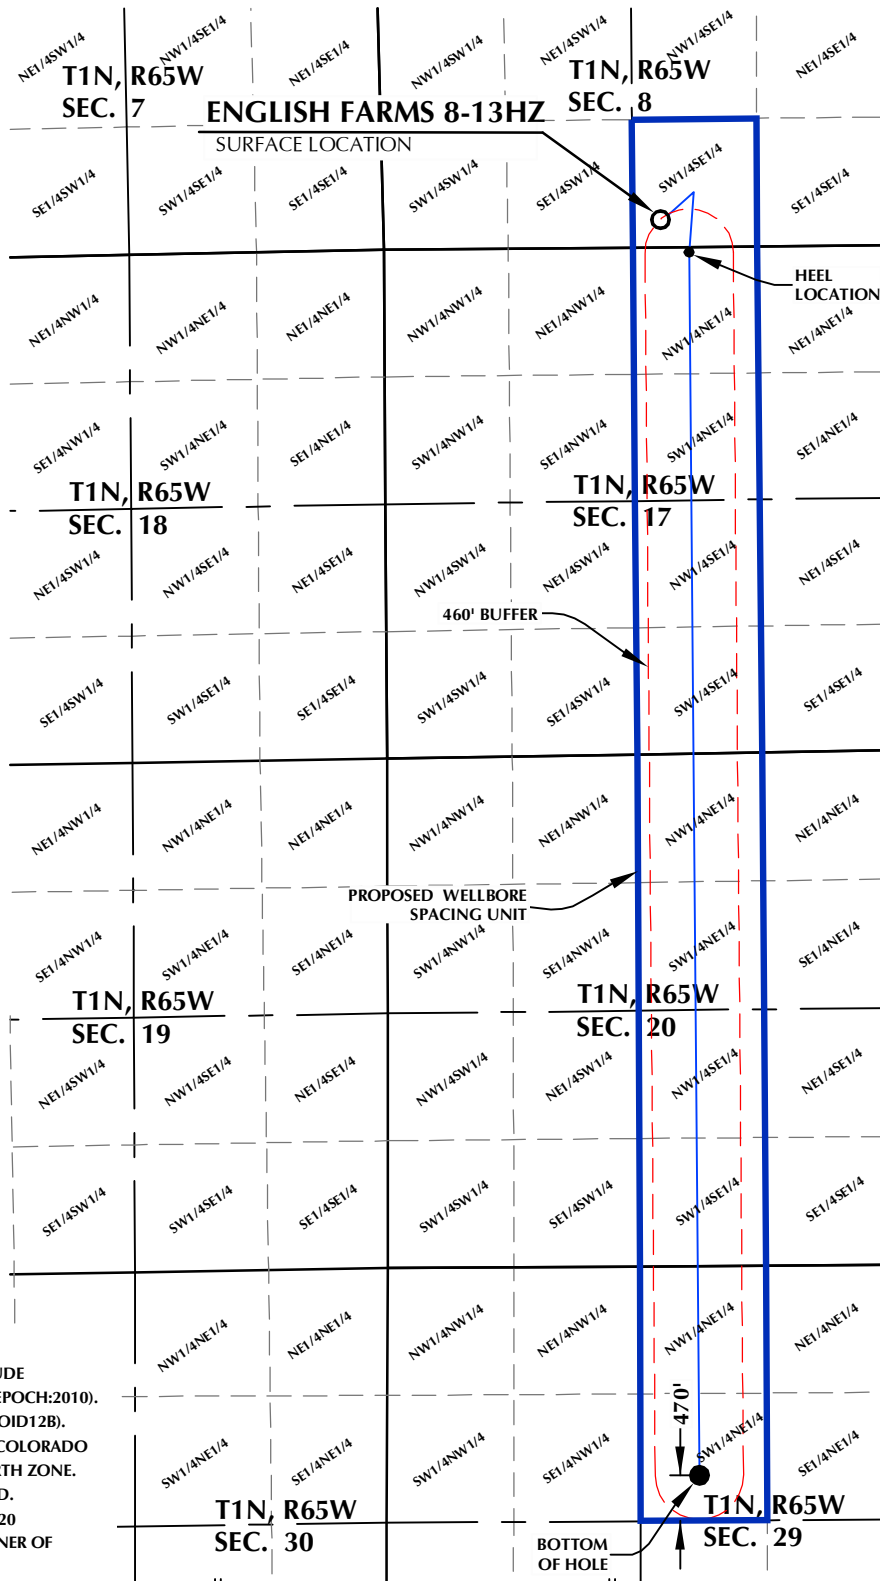 NE1/4SW1/4 NW1/4SE1/4 NE1/4SE1/4 NW1/4SW1/4 NE1/4SW1/4 NW1/4SE1/4 NE1/4SE1/4
T1N, R65W
SEC. 7
T1N, R65W
SEC. 8
ENGLISH FARMS 8-13HZ
SURFACE LOCATION
SE1/4SW1/4 SW1/4SE1/4 SE1/4SE1/4 SW1/4SW1/4 SE1/4SW1/4 SW1/4SE1/4 SE1/4SE1/4
HEEL
LOCATION
NE1/4NW1/4 NW1/4NE1/4 NE1/4NE1/4 NW1/4NW1/4 NE1/4NW1/4 NW1/4NE1/4 NE1/4NE1/4
SE1/4NW1/4 SW1/4NE1/4 SE1/4NE1/4 SW1/4NW1/4 SE1/4NW1/4 SW1/4NE1/4 SE1/4NE1/4
T1N, R65W
SEC. 18
T1N, R65W
SEC. 17
NE1/4SW1/4 NW1/4SE1/4 NE1/4SE1/4 NW1/4SW1/4 NE1/4SW1/4 NW1/4SE1/4 NE1/4SE1/4
460' BUFFER
SE1/4SW1/4 SW1/4SE1/4 SE1/4SE1/4 SW1/4SW1/4 SE1/4SW1/4 SW1/4SE1/4 SE1/4SE1/4
NE1/4NW1/4 NW1/4NE1/4 NE1/4NE1/4 NW1/4NW1/4 NE1/4NW1/4 NW1/4NE1/4 NE1/4NE1/4
PROPOSED WELLBORE
SPACING UNIT
SE1/4NW1/4 SW1/4NE1/4 SE1/4NE1/4 SW1/4NW1/4 SE1/4NW1/4 SW1/4NE1/4 SE1/4NE1/4
T1N, R65W
SEC. 19
T1N, R65W
SEC. 20
NE1/4SW1/4 NW1/4SE1/4 NE1/4SE1/4 NW1/4SW1/4 NE1/4SW1/4 NW1/4SE1/4 NE1/4SE1/4
SE1/4SW1/4 SW1/4SE1/4 SE1/4SE1/4 SW1/4SW1/4 SE1/4SW1/4 SW1/4SE1/4 SE1/4SE1/4
NW1/4NE1/4 NE1/4NE1/4 NW1/4NW1/4 NE1/4NW1/4 NW1/4NE1/4 NE1/4NE1/4
UDE
EPOCH:2010).
OID12B).
COLORADO
RTH ZONE.
D.
20
NER OF
470'
SW1/4NE1/4 SE1/4NE1/4 SW1/4NW1/4 SE1/4NW1/4 SW1/4NE1/4 SE1/4NE1/4
T1N, R65W
SEC. 30
T1N, R65W
SEC. 29
BOTTOM
OF HOLE